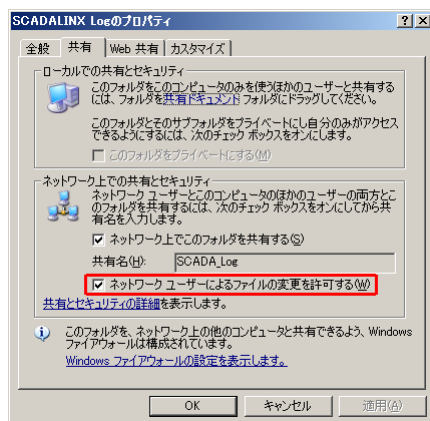 SCADALINX Logのプロパティ
全般 共有 Web 共有 カスタマイズ
ローカルでの共有とセキュリティ
このフォルダをこのコンピュータのみを使うほかのユーザーと共有する
には、フォルダを共有ドキュメント フォルダにドラッグしてください。
このフォルダとそのサブフォルダをプライベートにし自分のみがアクセス
できるようにするには、次のチェック ボックスをオンにします。
このフォルダをプライベートにする(M)
ネットワーク上での共有とセキュリティ
ネットワーク ユーザーとこのコンピュータのほかのユーザーの両方とこ
のフォルダを共有するには、次のチェック ボックスをオンにしてから共
有名を入力します。
ネットワーク上でこのフォルダを共有する(S)
共有名(H): SCADA_Log
ネットワーク ユーザーによるファイルの変更を許可する(W)
共有とセキュリティの詳細を表示します。
このフォルダを、ネットワーク上の他のコンピュータと共有できるよう、Windows
ファイアウォールは構成されています。
Windows ファイアウォールの設定を表示します。
OK キャンセル 適用(A)